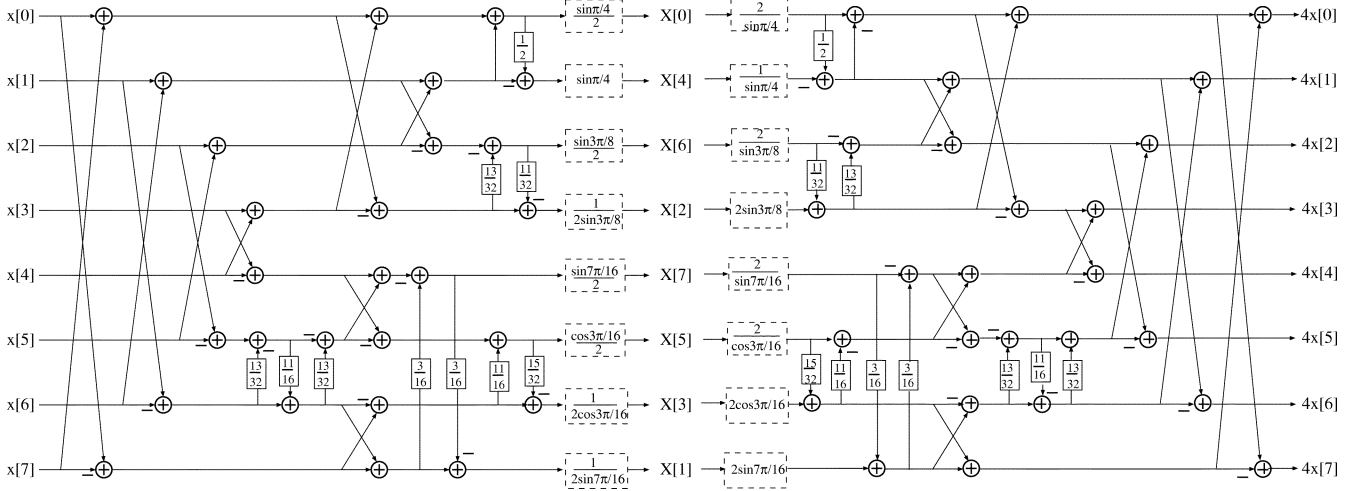 x[0] sinπ/4 / 2 X[0] 2 / sinπ/4 4x[0]
1/2 1/2 −
x[1] − sinπ/4 X[4] − 1 / sinπ/4 4x[1]
x[2] − − sin3π/8 / 2 X[6] 2 / sin3π/8 − − 4x[2]
13/32 11/32 11/32 13/32
x[3] − − 1 / 2sin3π/8 X[2] 2sin3π/8 − 4x[3]
x[4] − − sin7π/16 / 2 X[7] 2 / sin7π/16 − − 4x[4]
x[5] − − − − cos3π/16 / 2 X[5] 2 / cos3π/16 − − − − − 4x[5]
13/32 11/16 13/32 3/16 3/16 11/16 15/32 15/32 11/16 3/16 3/16 13/32 11/16 13/32
x[6] − − − 1 / 2cos3π/16 X[3] 2cos3π/16 − − − 4x[6]
x[7] − − 1 / 2sin7π/16 X[1] 2sin7π/16 − 4x[7]